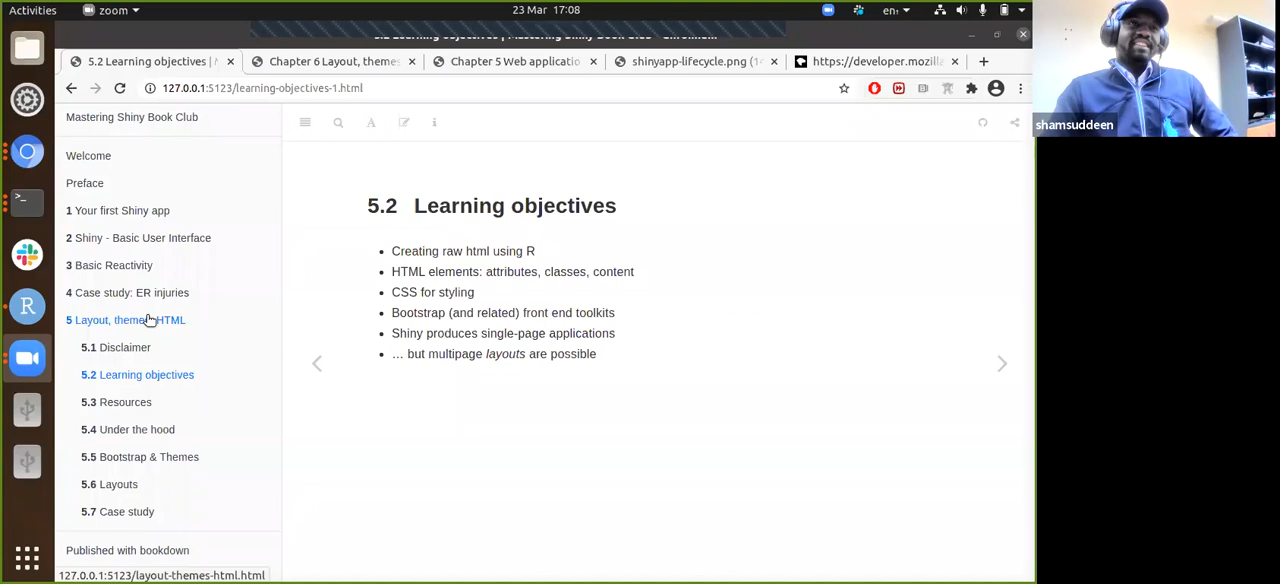 Activities
zoom
23 Mar 17:08
en₁
5.2 Learning objectives |
Chapter 6 Layout, themes
Chapter 5 Web applicatio
shinyapp-lifecycle.png (14
https://developer.mozilla
127.0.0.1:5123/learning-objectives-1.html
Mastering Shiny Book Club
Welcome
Preface
1 Your first Shiny app
2 Shiny - Basic User Interface
3 Basic Reactivity
4 Case study: ER injuries
5 Layout, themes HTML
5.1 Disclaimer
5.2 Learning objectives
5.3 Resources
5.4 Under the hood
5.5 Bootstrap & Themes
5.6 Layouts
5.7 Case study
Published with bookdown
127.0.0.1:5123/layout-themes-html.html
5.2 Learning objectives
• Creating raw html using R
• HTML elements: attributes, classes, content
• CSS for styling
• Bootstrap (and related) front end toolkits
• Shiny produces single-page applications
• … but multipage layouts are possible
shamsuddeen